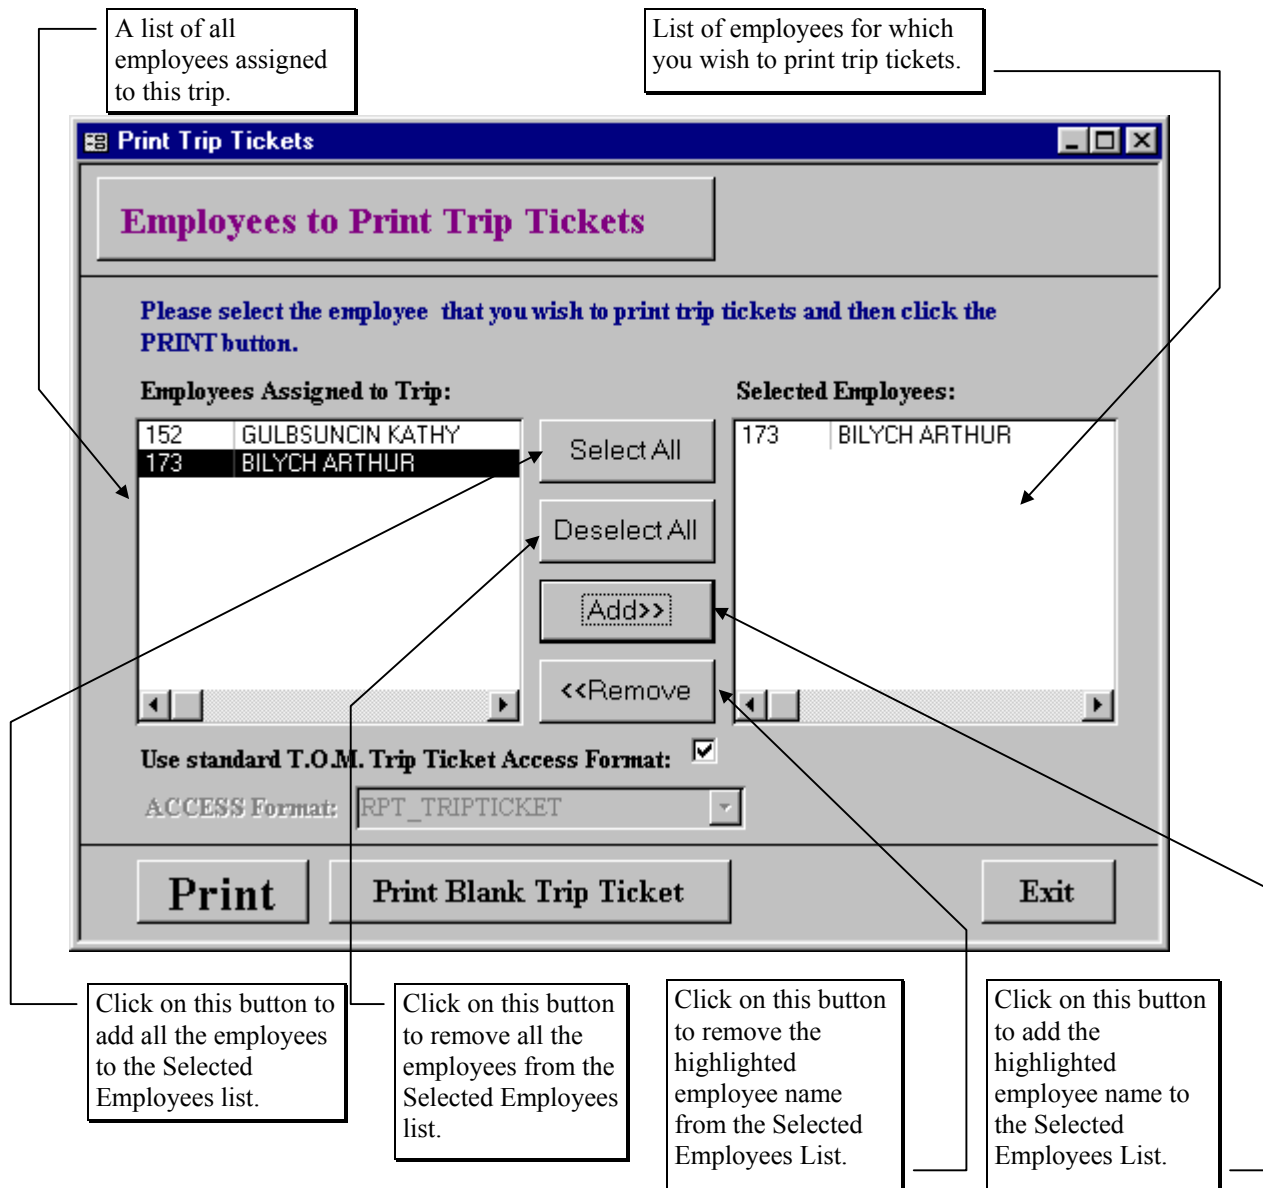 A list of all
employees assigned
to this trip.
List of employees for which
you wish to print trip tickets.
Print Trip Tickets
Employees to Print Trip Tickets
Please select the employee that you wish to print trip tickets and then click the
PRINT button.
Employees Assigned to Trip:
Selected Employees:
152 GULBSUNCIN KATHY
173 BILYCH ARTHUR
Select All
Deselect All
Add>>
<<Remove
173 BILYCH ARTHUR
Use standard T.O.M. Trip Ticket Access Format:
ACCESS Format: RPT_TRIPTICKET
Print
Print Blank Trip Ticket
Exit
Click on this button to
add all the employees
to the Selected
Employees list.
Click on this button
to remove all the
employees from the
Selected Employees
list.
Click on this button
to remove the
highlighted
employee name
from the Selected
Employees List.
Click on this button
to add the
highlighted
employee name to
the Selected
Employees List.